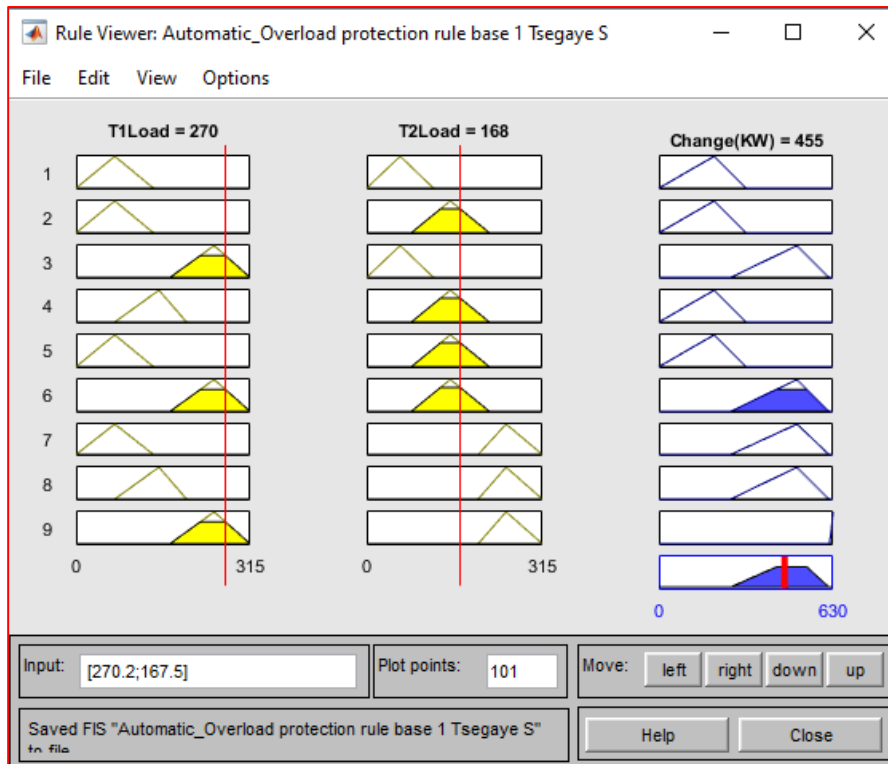 Rule Viewer: Automatic_Overload protection rule base 1 Tsegaye S
File Edit View Options
T1Load = 270 T2Load = 168 Change(KW) = 455
1
2
3
4
5
6
7
8
9
0 315 0 315
0 630
Input: [270.2;167.5] Plot points: 101 Move: left right down up
Saved FIS "Automatic_Overload protection rule base 1 Tsegaye S"
to file
Help Close